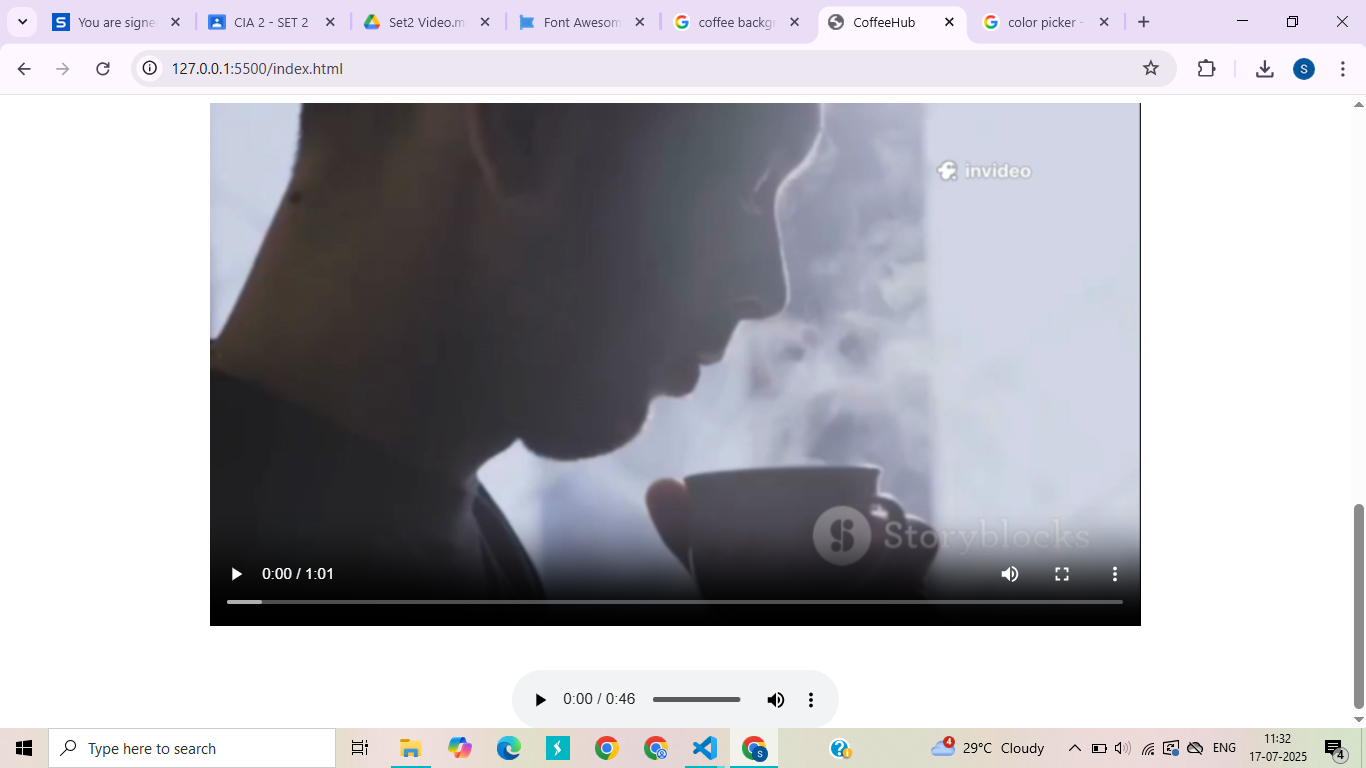 You are signe
CIA 2 - SET 2
Set2 Video.m
Font Awesom
coffee backgr
CoffeeHub
color picker -
127.0.0.1:5500/index.html
S
invideo
Storyblocks
0:00 / 1:01
0:00 / 0:46
Type here to search
S
4
29°C Cloudy
ENG
11:32
17-07-2025
4